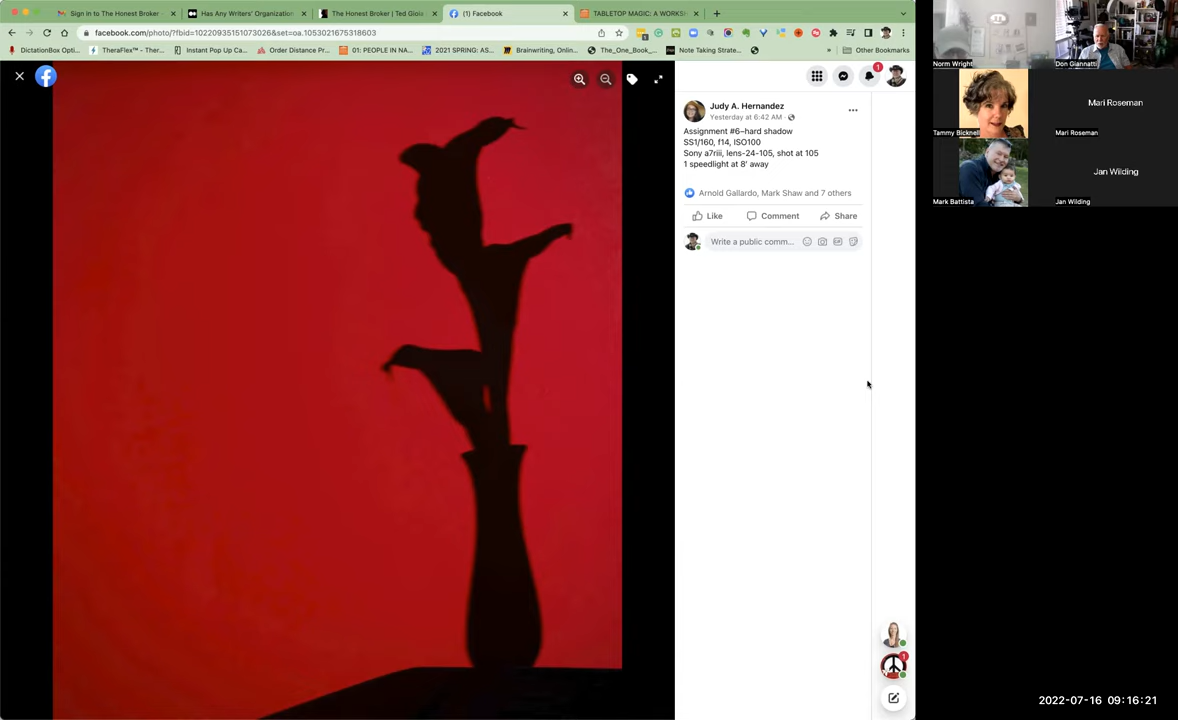 Sign in to The Honest Broker
Has Any Writers' Organization
The Honest Broker | Ted Gioia
(1) Facebook
TABLETOP MAGIC: A WORKSH
facebook.com/photo/?fbid=10220935151073026&set=oa.1053021675318603
DictationBox Opti...
TheraFlex™ - Ther...
Instant Pop Up Ca...
Order Distance Pr...
01: PEOPLE IN NA...
2021 SPRING: AS...
Brainwriting, Onlin...
The_One_Book_...
Note Taking Strate...
»
Other Bookmarks
1
Judy A. Hernandez
Yesterday at 6:42 AM ·
Assignment #6–hard shadow
SS1/160, f14, ISO100
Sony a7riii, lens-24-105, shot at 105
1 speedlight at 8' away
Arnold Gallardo, Mark Shaw and 7 others
Like
Comment
Share
Write a public comm...
1
Norm Wright
Don Giannatti
Tammy Bicknell
Mari Roseman
Mari Roseman
Mark Battista
Jan Wilding
Jan Wilding
2022-07-16 09:16:21